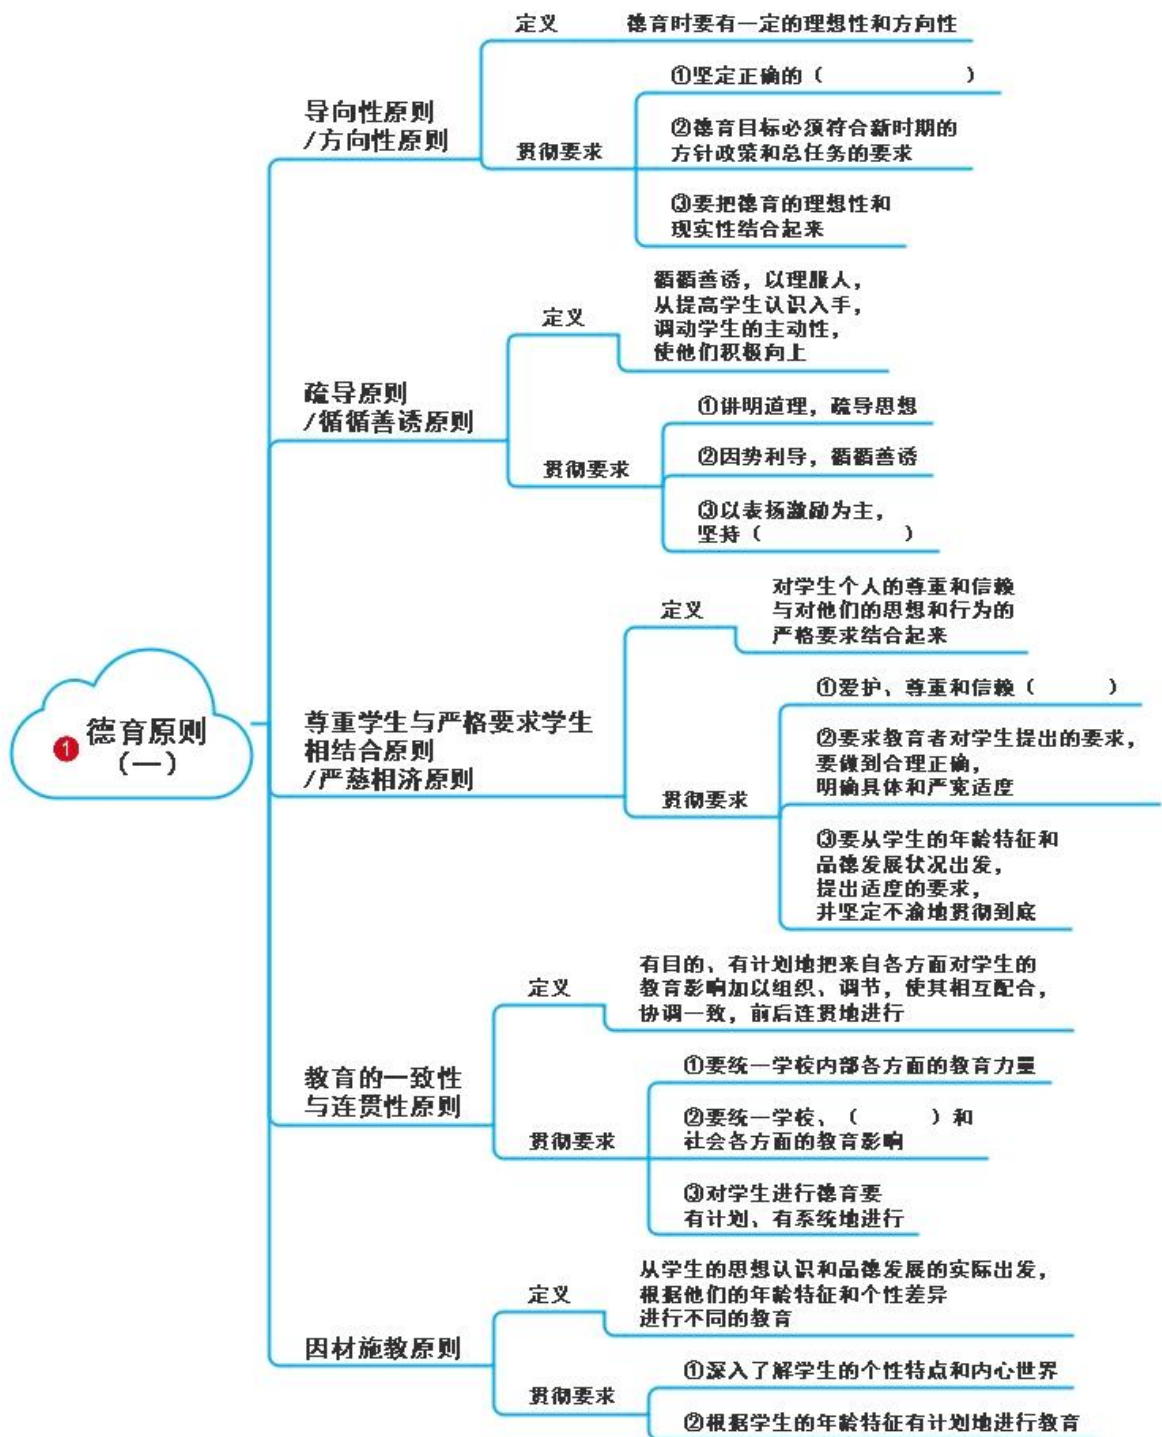 定义
德育时要有一定的理想性和方向性
①坚定正确的（ ）
导向性原则
/方向性原则
贯彻要求
②德育目标必须符合新时期的
方针政策和总任务的要求
③要把德育的理想性和
现实性结合起来
定义
循循善诱，以理服人，
从提高学生认识入手，
调动学生的主动性，
使他们积极向上
疏导原则
/循循善诱原则
①讲明道理，疏导思想
贯彻要求
②因势利导，循循善诱
③以表扬激励为主，
坚持（ ）
定义
对学生个人的尊重和信赖
与对他们的思想和行为的
严格要求结合起来
①爱护、尊重和信赖（ ）
1
德育原则
（一）
尊重学生与严格要求学生
相结合原则
/严慈相济原则
贯彻要求
②要求教育者对学生提出的要求，
要做到合理正确，
明确具体和严宽适度
③要从学生的年龄特征和
品德发展状况出发，
提出适度的要求，
并坚定不渝地贯彻到底
定义
有目的、有计划地把来自各方面对学生的
教育影响加以组织、调节，使其相互配合，
协调一致，前后连贯地进行
教育的一致性
与连贯性原则
①要统一学校内部各方面的教育力量
贯彻要求
②要统一学校、（ ）和
社会各方面的教育影响
③对学生进行德育要
有计划、有系统地进行
定义
从学生的思想认识和品德发展的实际出发，
根据他们的年龄特征和个性差异
进行不同的教育
因材施教原则
贯彻要求
①深入了解学生的个性特点和内心世界
②根据学生的年龄特征有计划地进行教育